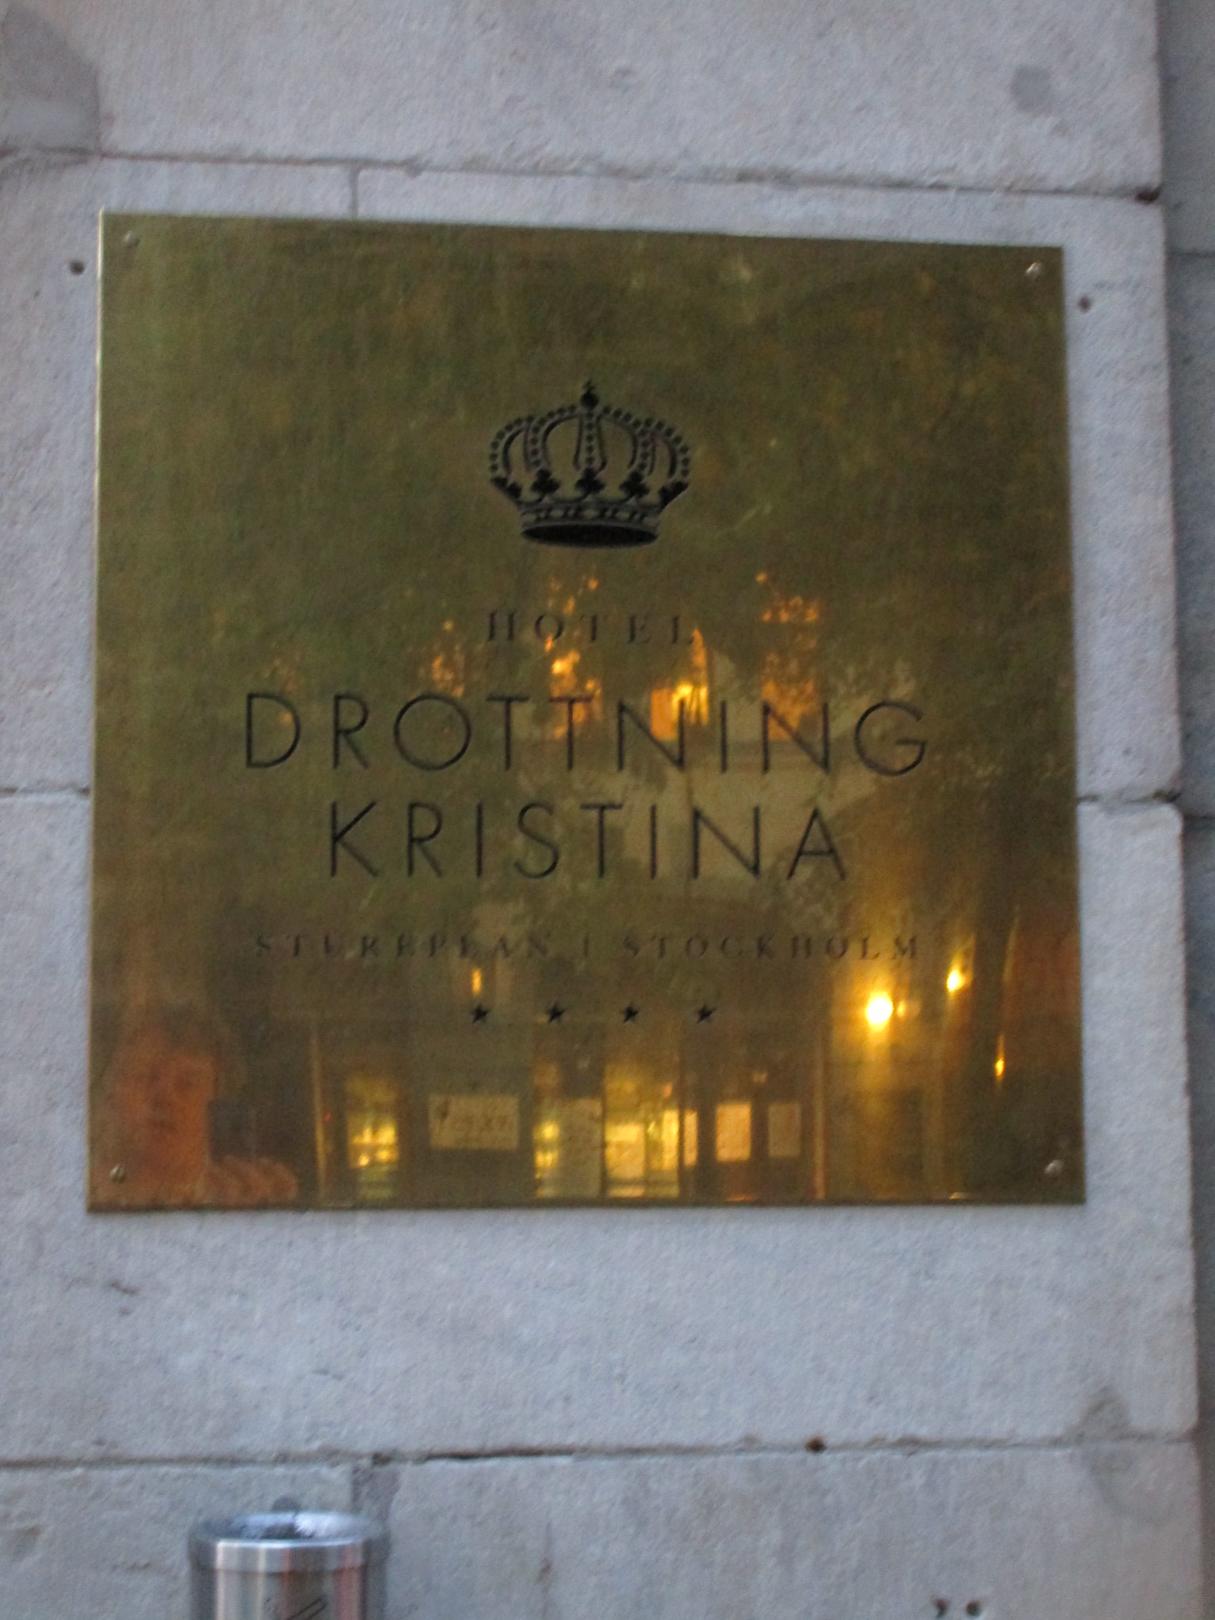 HOTEL
DROTTNING
KRISTINA
STUREPLAN | STOCKHOLM